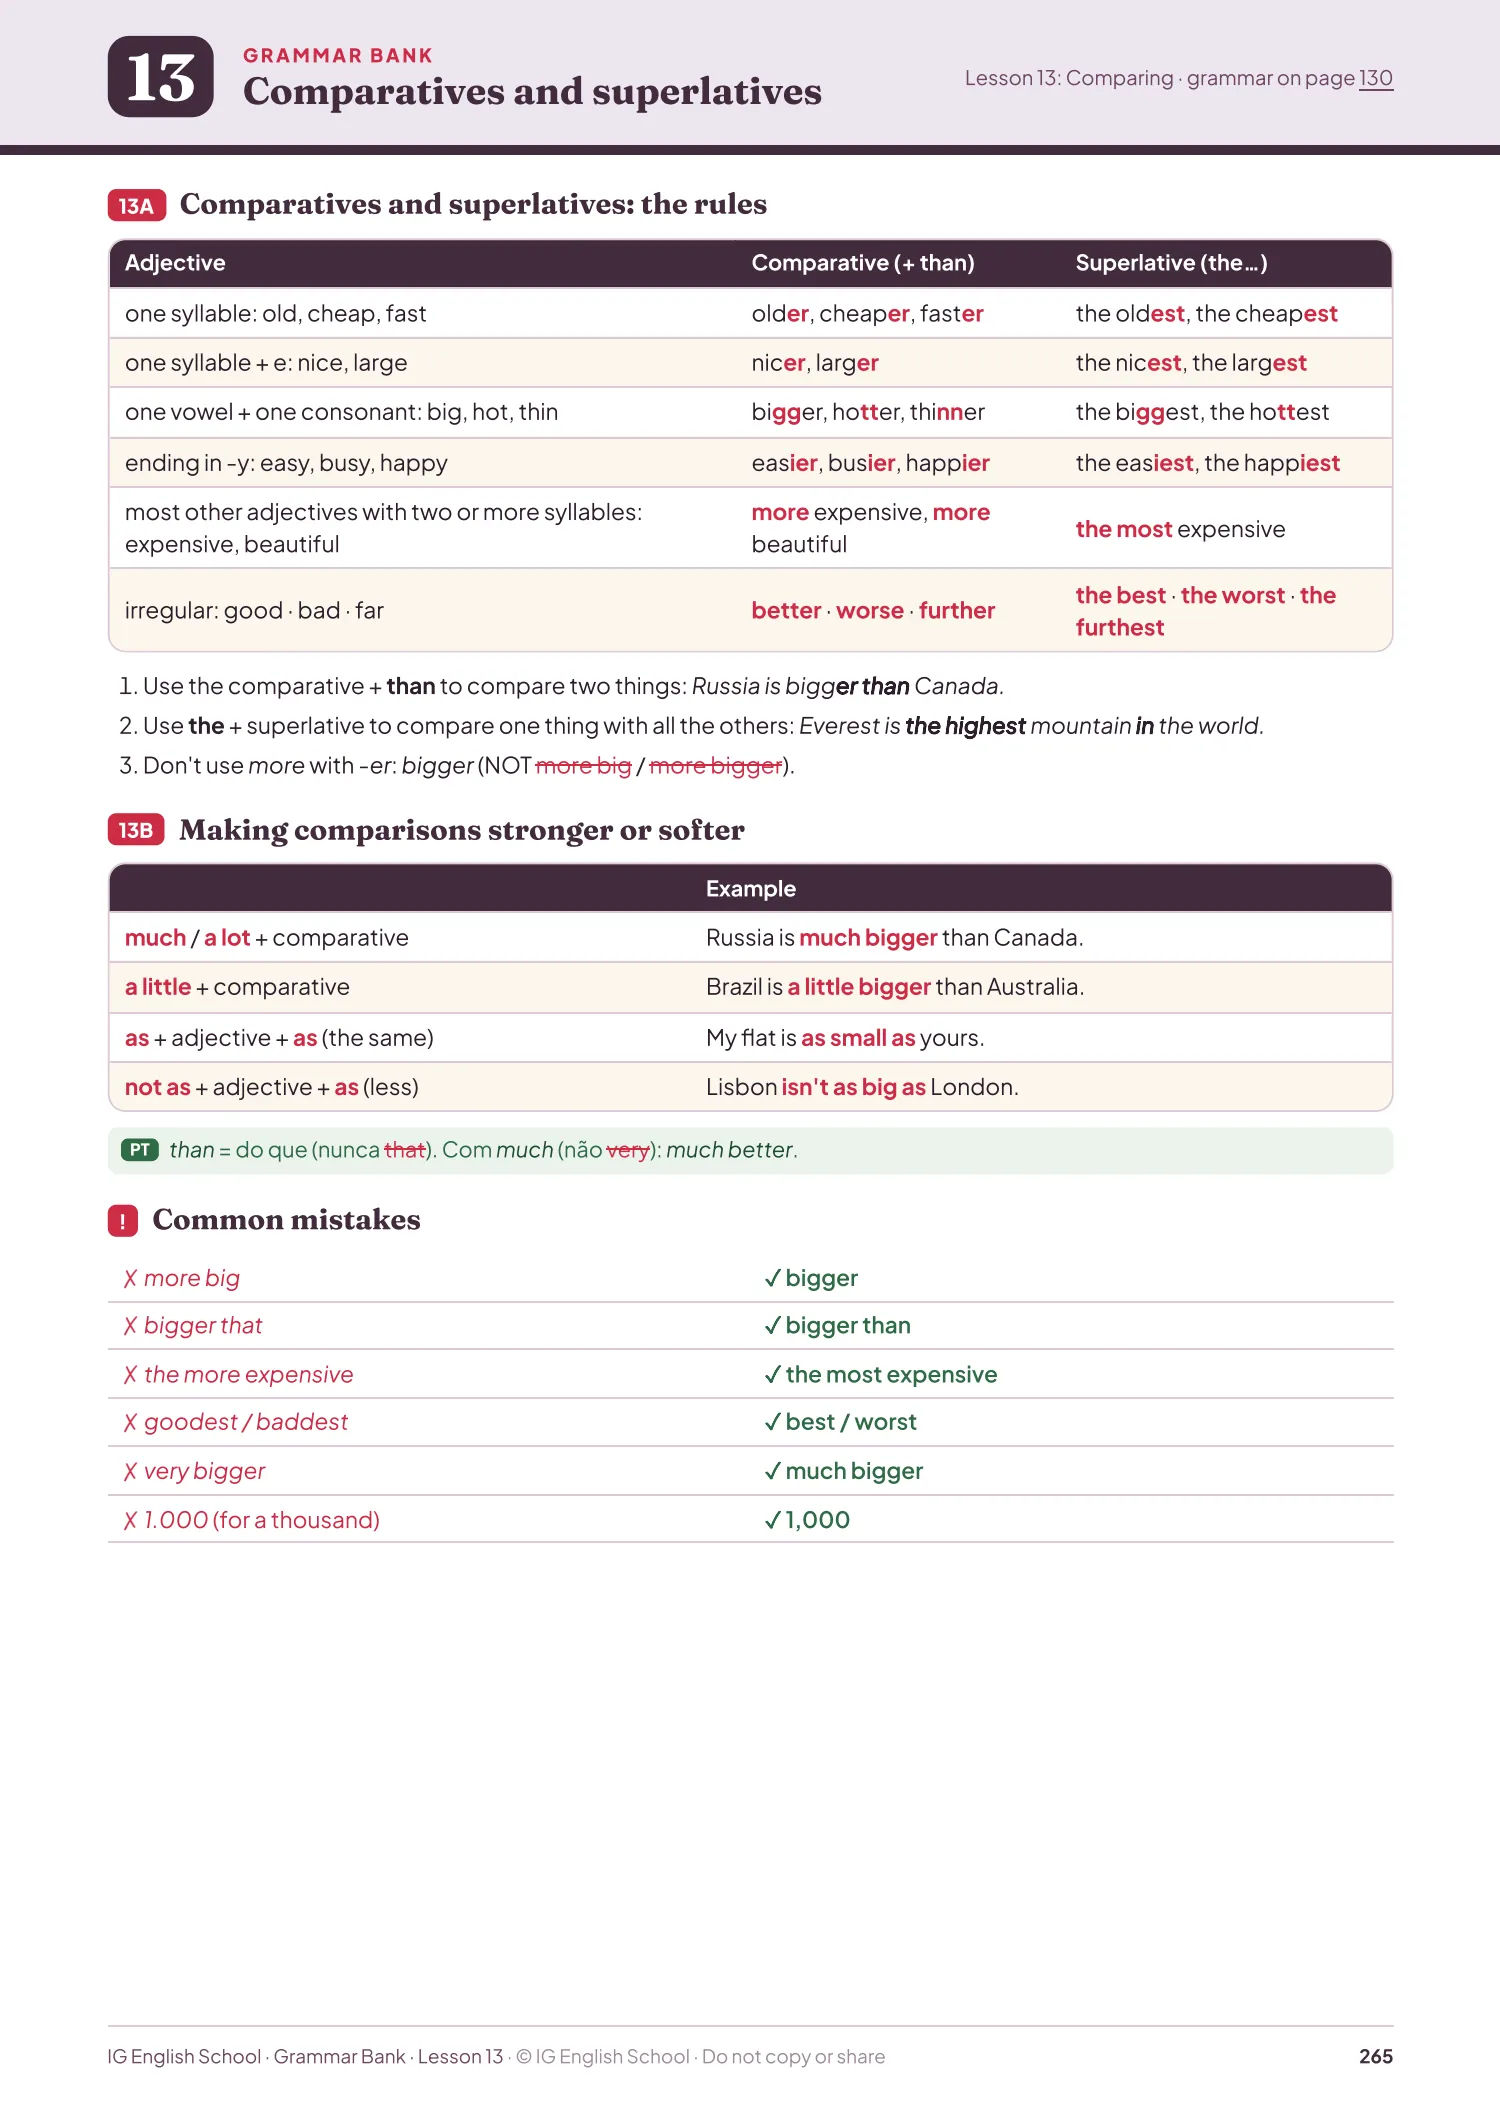 13
GRAMMAR BANK
Comparatives and superlatives
Lesson 13: Comparing · grammar on page 130
13A Comparatives and superlatives: the rules
Adjective Comparative (+ than) Superlative (the…)
one syllable: old, cheap, fast older, cheaper, faster the oldest, the cheapest
one syllable + e: nice, large nicer, larger the nicest, the largest
one vowel + one consonant: big, hot, thin bigger, hotter, thinner the biggest, the hottest
ending in -y: easy, busy, happy easier, busier, happier the easiest, the happiest
most other adjectives with two or more syllables:
expensive, beautiful
more expensive, more
beautiful
the most expensive
irregular: good · bad · far better · worse · further
the best · the worst · the
furthest
1. Use the comparative + than to compare two things: Russia is bigger than Canada.
2. Use the + superlative to compare one thing with all the others: Everest is the highest mountain in the world.
3. Don't use more with -er: bigger (NOT more big / more bigger).
13B Making comparisons stronger or softer
Example
much / a lot + comparative Russia is much bigger than Canada.
a little + comparative Brazil is a little bigger than Australia.
as + adjective + as (the same) My flat is as small as yours.
not as + adjective + as (less) Lisbon isn't as big as London.
PT than = do que (nunca that). Com much (não very): much better.
! Common mistakes
✗ more big ✓ bigger
✗ bigger that ✓ bigger than
✗ the more expensive ✓ the most expensive
✗ goodest / baddest ✓ best / worst
✗ very bigger ✓ much bigger
✗ 1.000 (for a thousand) ✓ 1,000
IG English School · Grammar Bank · Lesson 13 · © IG English School · Do not copy or share 265